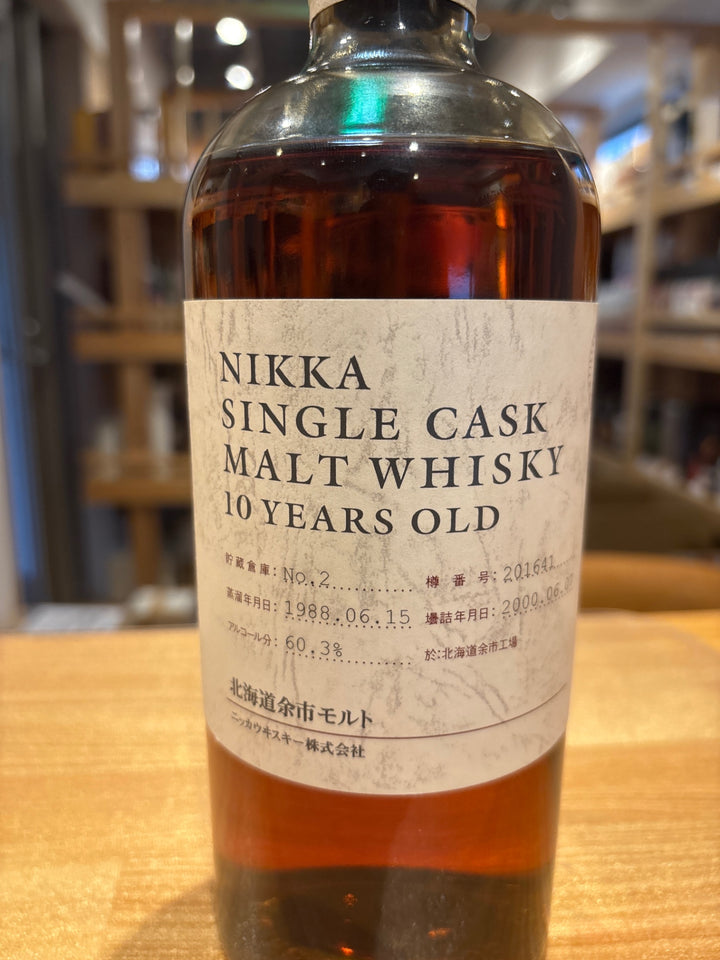 NIKKA
SINGLE CASK
MALT WHISKY
10 YEARS OLD
貯蔵倉庫: No.2 樽番号: 201641
蒸溜年月日: 1988.06.15 壜詰年月日: 2000.06.
アルコール分: 60.3% 於:北海道余市工場
北海道余市モルト
ニッカウヰスキー株式会社